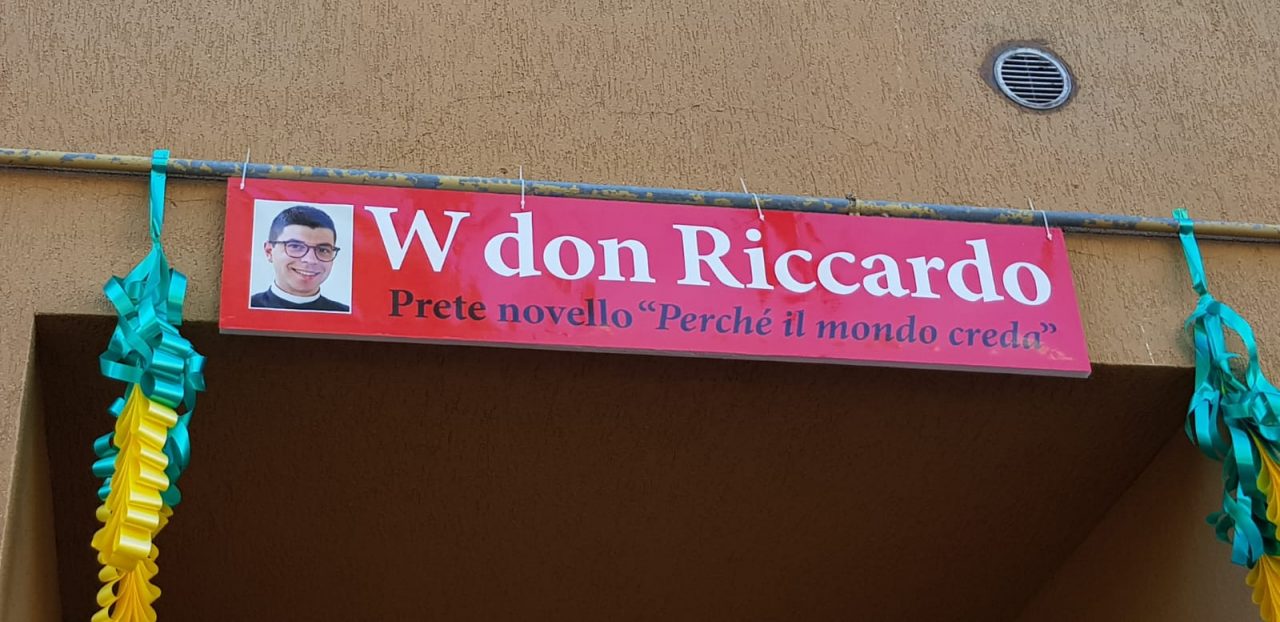 W don Riccardo
Prete novello “Perché il mondo creda”